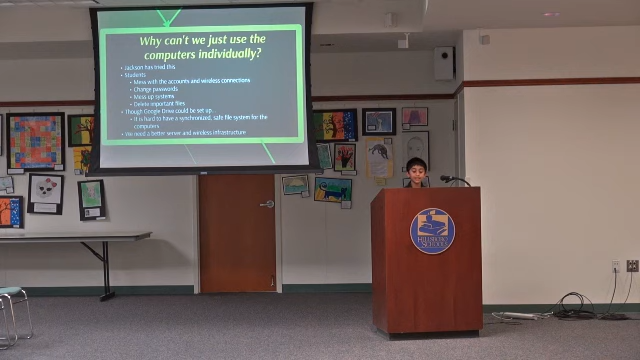 Why can't we just use the
computers individually?
• Jackson has tried this
• Students:
• Mess with the accounts and wireless connections
• Change passwords
• Mess up systems
• Delete important files
• Though Google Drive could be set up...
• It is hard to have a synchronized, safe file system for the
computers
• We need a better server and wireless infrastructure
HILLSBORO
SCHOOLS